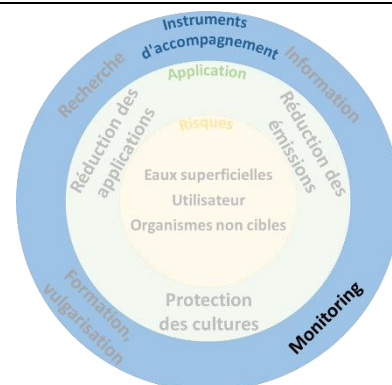 Instruments
d'accompagnement
Recherche
Information
Application
Réduction des
applications
Réduction des
émissions
Risques
Eaux superficielles
Utilisateur
Organismes non cibles
Protection
des cultures
Formation,
vulgarisation
Monitoring